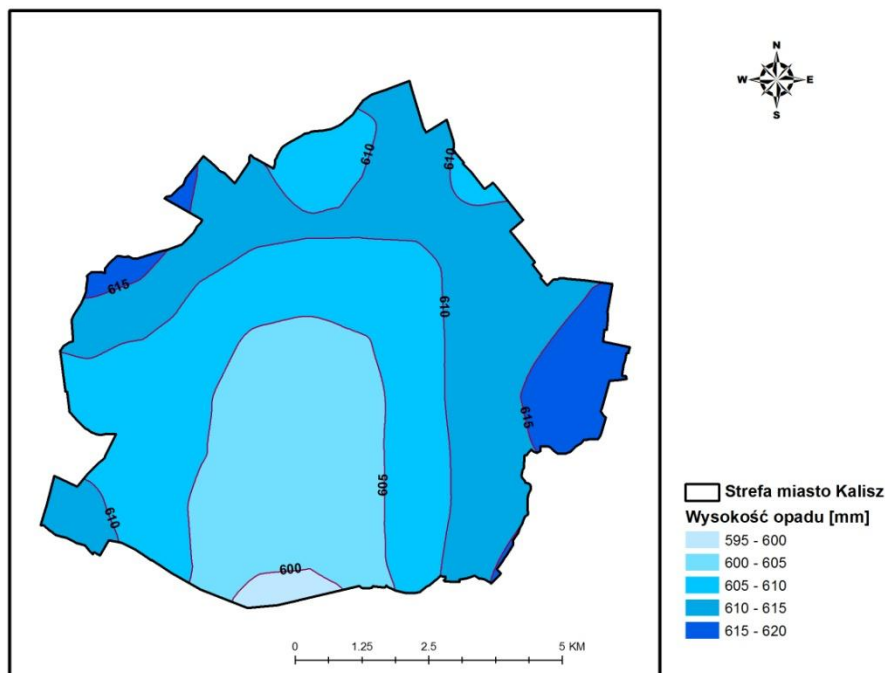 N
W E
S
610
610
615
610
615
605
610
600
0 1.25 2.5 5 KM
Strefa miasto Kalisz
Wysokość opadu [mm]
595 - 600
600 - 605
605 - 610
610 - 615
615 - 620